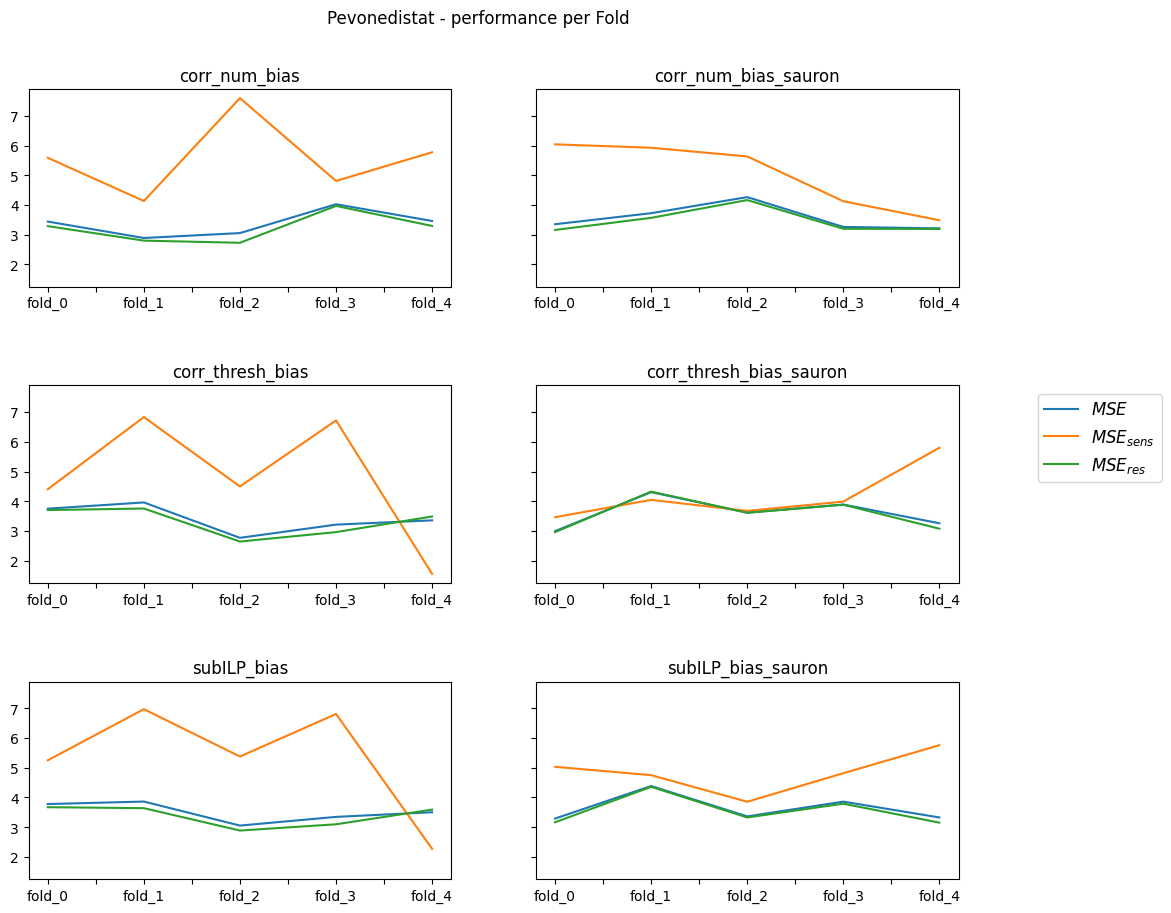 Pevonedistat - performance per Fold
corr_num_bias
7
6
5
4
3
2
fold_0 fold_1 fold_2 fold_3 fold_4
corr_num_bias_sauron
fold_0 fold_1 fold_2 fold_3 fold_4
corr_thresh_bias
7
6
5
4
3
2
fold_0 fold_1 fold_2 fold_3 fold_4
corr_thresh_bias_sauron
fold_0 fold_1 fold_2 fold_3 fold_4
MSE
MSE_sens
MSE_res
subILP_bias
7
6
5
4
3
2
fold_0 fold_1 fold_2 fold_3 fold_4
subILP_bias_sauron
fold_0 fold_1 fold_2 fold_3 fold_4